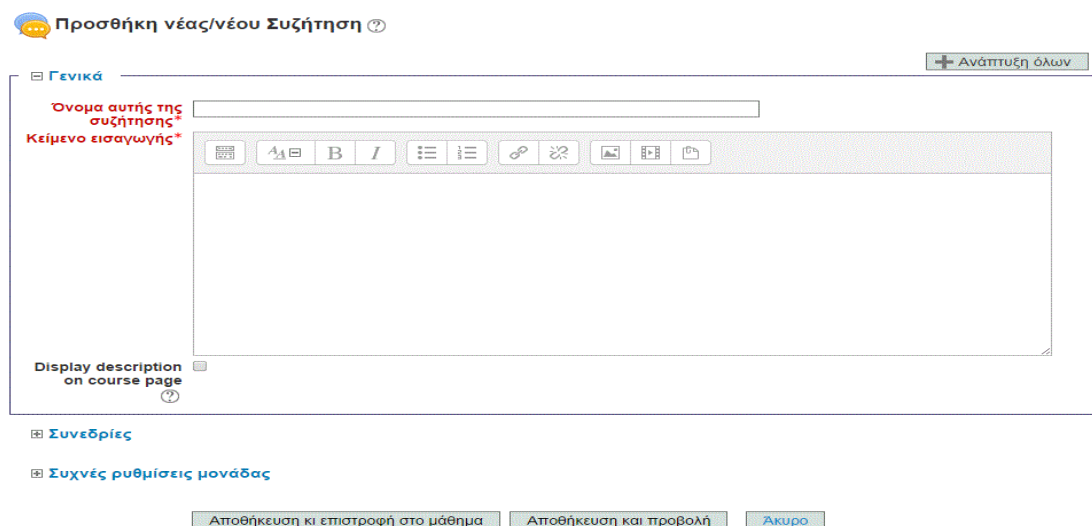 Προσθήκη νέας/νέου Συζήτηση
Ανάπτυξη όλων
Γενικά
Όνομα αυτής της
συζήτησης*
Κείμενο εισαγωγής*
B I
Display description
on course page
Συνεδρίες
Συχνές ρυθμίσεις μονάδας
Αποθήκευση κι επιστροφή στο μάθημα Αποθήκευση και προβολή Άκυρο